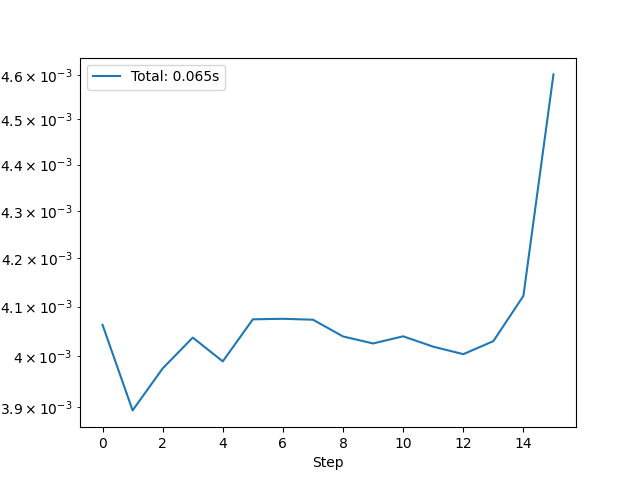 Total: 0.065s
4.6 × 10⁻³
4.5 × 10⁻³
4.4 × 10⁻³
4.3 × 10⁻³
4.2 × 10⁻³
4.1 × 10⁻³
4 × 10⁻³
3.9 × 10⁻³
0 2 4 6 8 10 12 14
Step